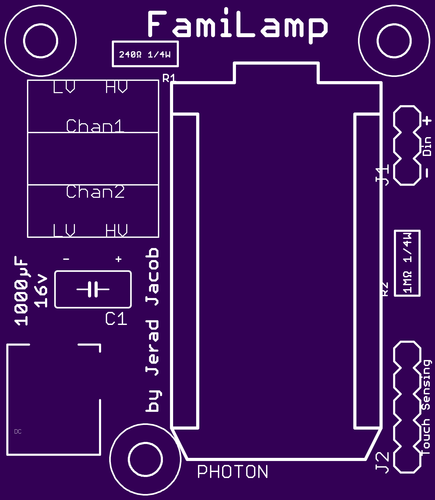 FamiLamp
240Ω 1/4W
R1
LV HV
Chan1
Chan2
LV HV
+
Din
-
J1
1MΩ 1/4W
R2
- +
1000µF
16v
C1
by Jerad Jacob
DC
Touch Sensing
J2
PHOTON